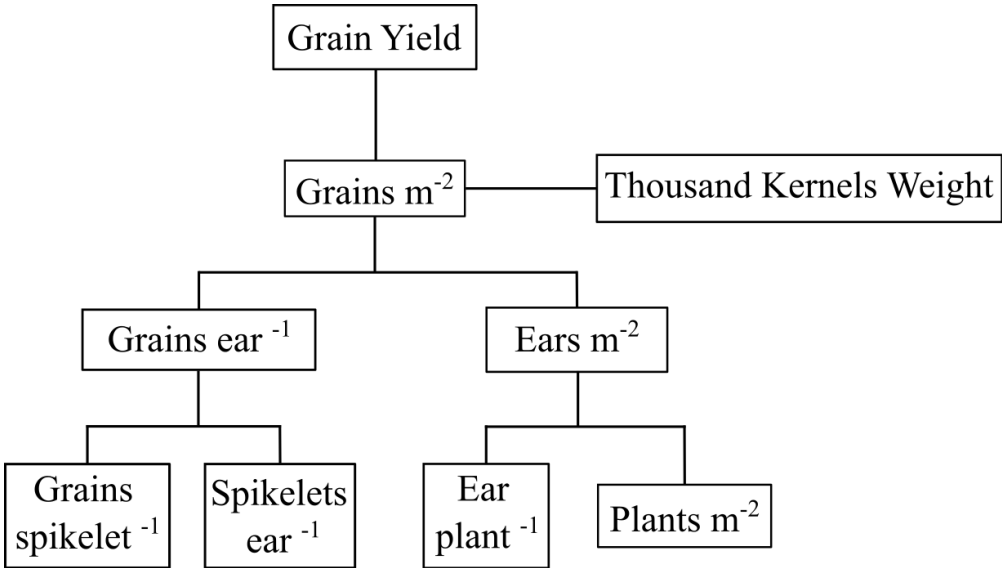 Grain Yield
Grains m⁻²
Thousand Kernels Weight
Grains ear ⁻¹
Ears m⁻²
Grains
spikelet ⁻¹
Spikelets
ear ⁻¹
Ear
plant ⁻¹
Plants m⁻²